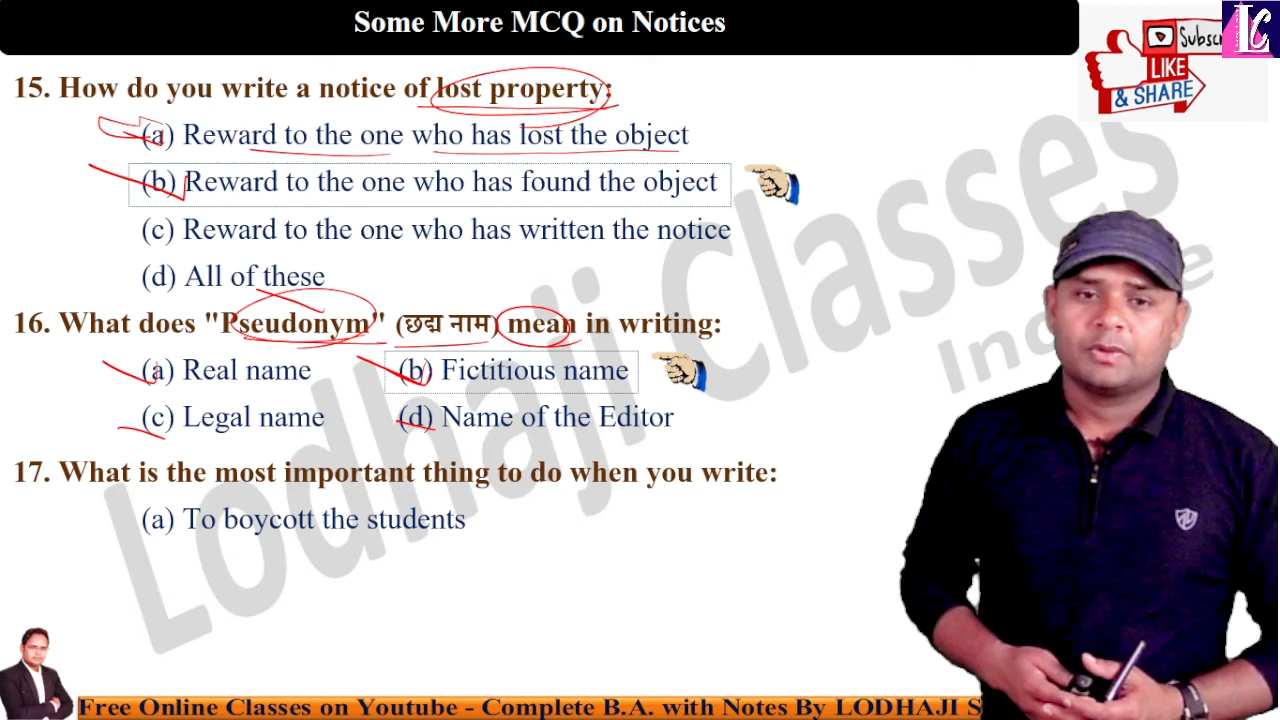 Some More MCQ on Notices
Subscr
LIKE
& SHARE
LC
15. How do you write a notice of lost property:
(a) Reward to the one who has lost the object
(b) Reward to the one who has found the object
(c) Reward to the one who has written the notice
(d) All of these
16. What does "Pseudonym" (छद्म नाम) mean in writing:
(a) Real name (b) Fictitious name
(c) Legal name (d) Name of the Editor
17. What is the most important thing to do when you write:
(a) To boycott the students
Lodhaji Classes
Free Online Classes on Youtube - Complete B.A. with Notes By LODHAJI S